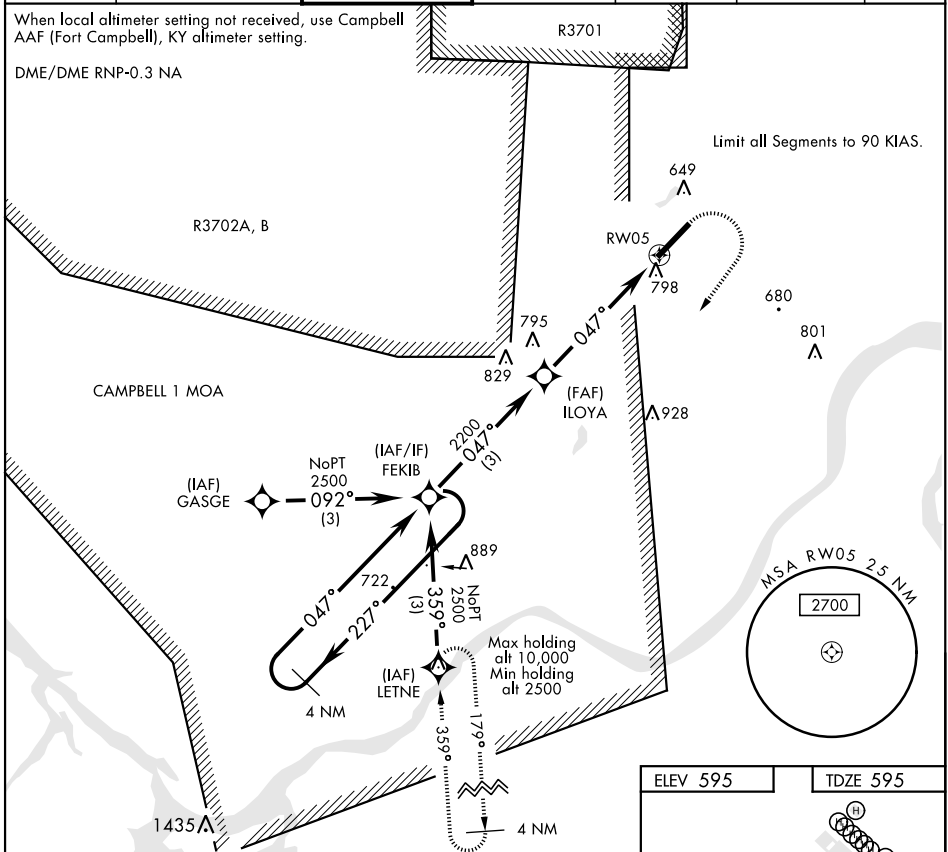 When local altimeter setting not received, use Campbell
AAF (Fort Campbell), KY altimeter setting.
DME/DME RNP-0.3 NA
R3701
Limit all Segments to 90 KIAS.
649
R3702A, B
RW05
798
680
795
801
829
047°
CAMPBELL 1 MOA
(FAF)
ILOYA
928
2200
047°
(3)
(IAF/IF)
FEKIB
(IAF)
GASGE
NoPT
2500
092°
(3)
889
722
047°
227°
NoPT
2500
359°
(3)
MSA RW05 25 NM
2700
Max holding
alt 10,000
Min holding
alt 2500
(IAF)
LETNE
4 NM
359°
179°
4 NM
1435
ELEV 595
TDZE 595
H